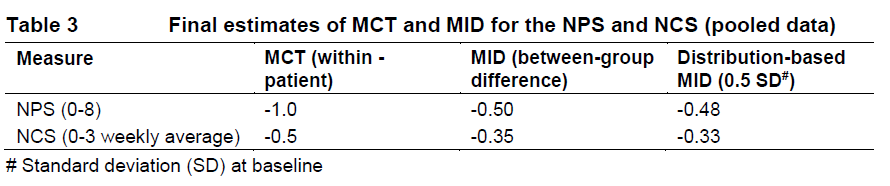 Table 3 Final estimates of MCT and MID for the NPS and NCS (pooled data)
Measure MCT (within - MID (between-group Distribution-based
patient) difference) MID (0.5 SD#)
NPS (0-8) -1.0 -0.50 -0.48
NCS (0-3 weekly average) -0.5 -0.35 -0.33
# Standard deviation (SD) at baseline